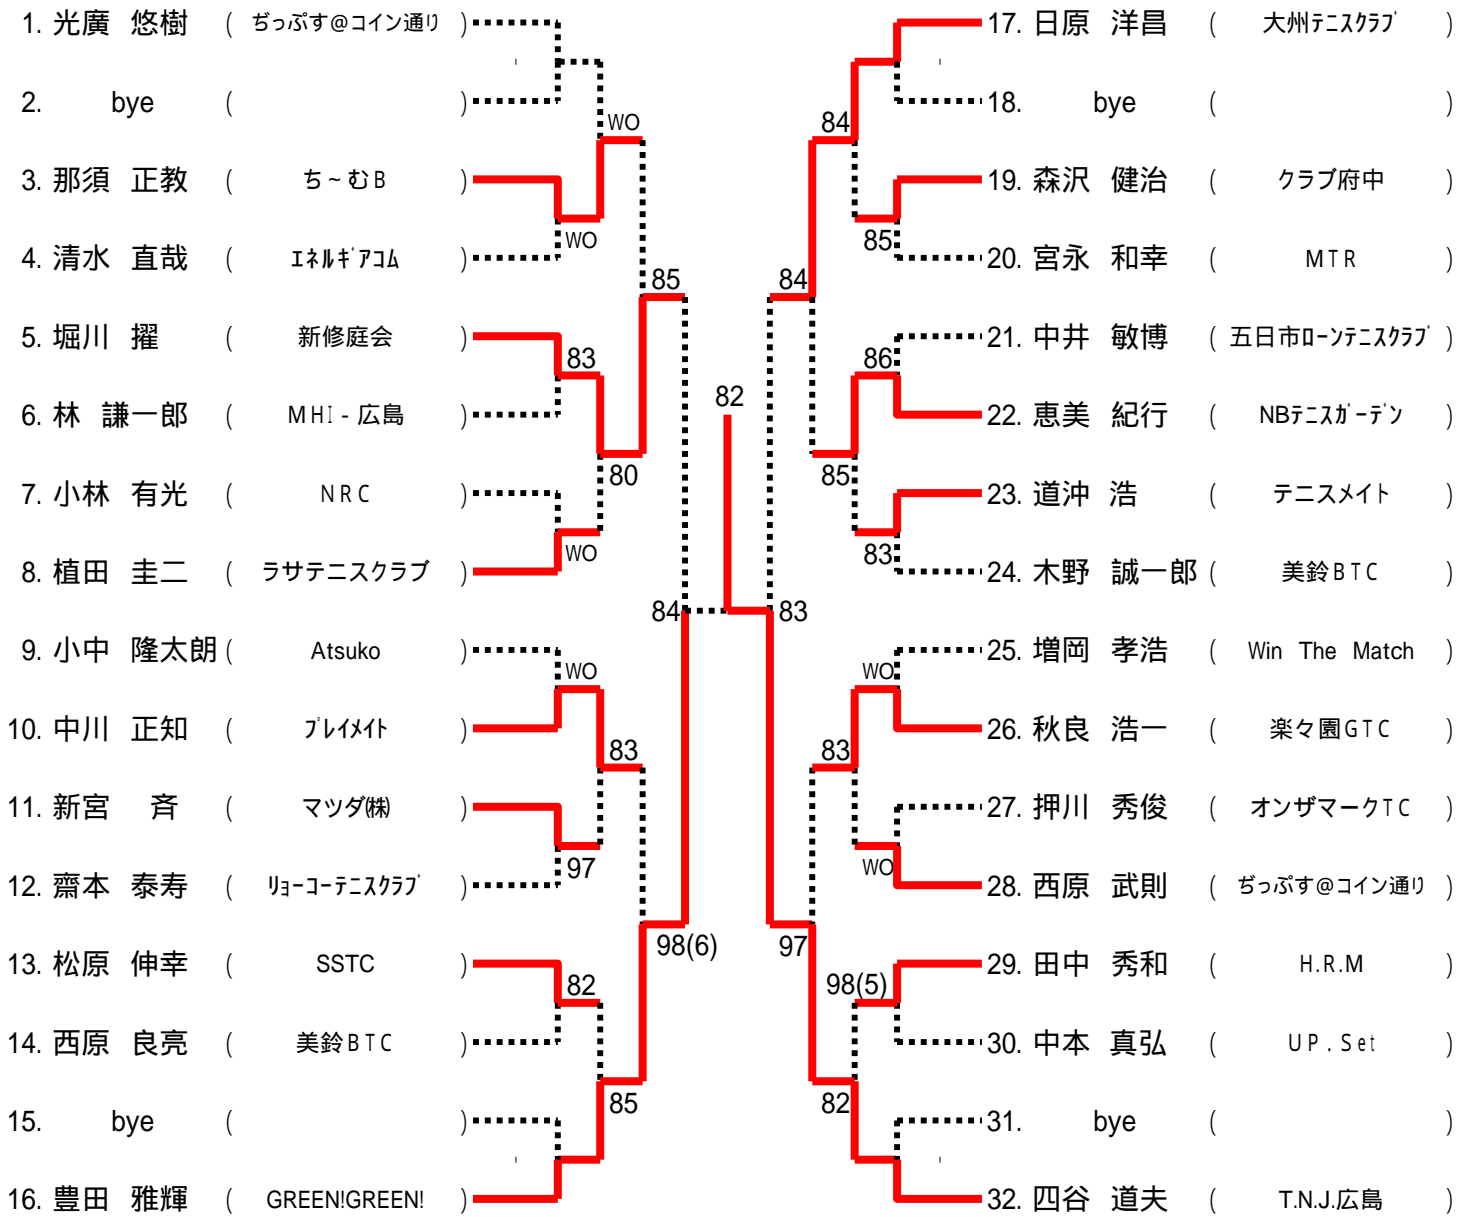 1. 光廣 悠樹 ( ぢっぷす@コイン通り )
2. bye ( )
WO
3. 那須 正教 ( ち~むB )
WO
4. 清水 直哉 ( エネルギアコム )
85
5. 堀川 擢 ( 新修庭会 )
83
6. 林 謙一郎 ( MHI-広島 )
80
7. 小林 有光 ( NRC )
WO
8. 植田 圭二 ( ラサテニスクラブ )
84
9. 小中 隆太朗 ( Atsuko )
WO
10. 中川 正知 ( プレイメイト )
83
11. 新宮 斉 ( マツダ㈱ )
97
12. 齋本 泰寿 ( リョーコーテニスクラブ )
98(6)
13. 松原 伸幸 ( SSTC )
82
14. 西原 良亮 ( 美鈴BTC )
85
15. bye ( )
16. 豊田 雅輝 ( GREEN!GREEN! )
82
17. 日原 洋昌 ( 大州テニスクラブ )
18. bye ( )
84
19. 森沢 健治 ( クラブ府中 )
85
20. 宮永 和幸 ( MTR )
84
21. 中井 敏博 ( 五日市ローンテニスクラブ )
86
22. 恵美 紀行 ( NBテニスガーデン )
85
23. 道沖 浩 ( テニスメイト )
83
24. 木野 誠一郎 ( 美鈴BTC )
83
25. 増岡 孝浩 ( Win The Match )
WO
26. 秋良 浩一 ( 楽々園GTC )
83
27. 押川 秀俊 ( オンザマークTC )
WO
28. 西原 武則 ( ぢっぷす@コイン通り )
97
29. 田中 秀和 ( H.R.M )
98(5)
30. 中本 真弘 ( UP.Set )
82
31. bye ( )
32. 四谷 道夫 ( T.N.J.広島 )